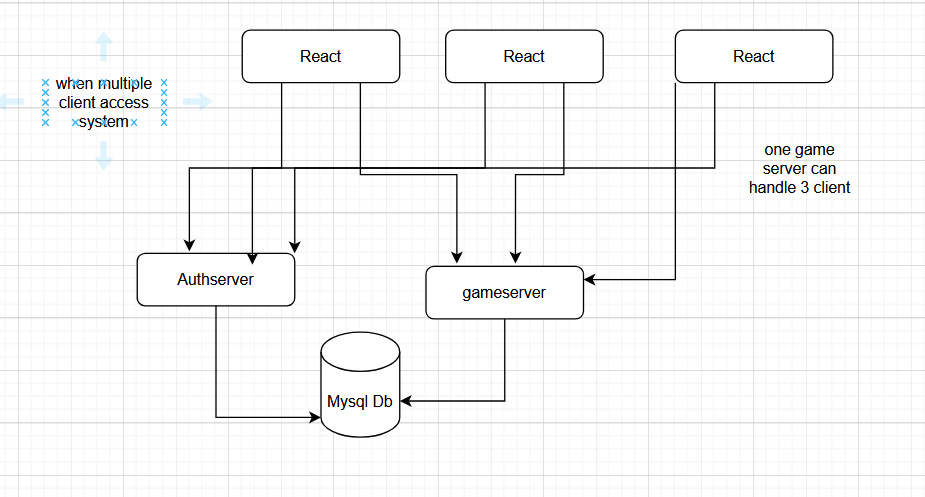 React
React
React
when multiple
client access
system
one game
server can
handle 3 client
Authserver
gameserver
Mysql Db